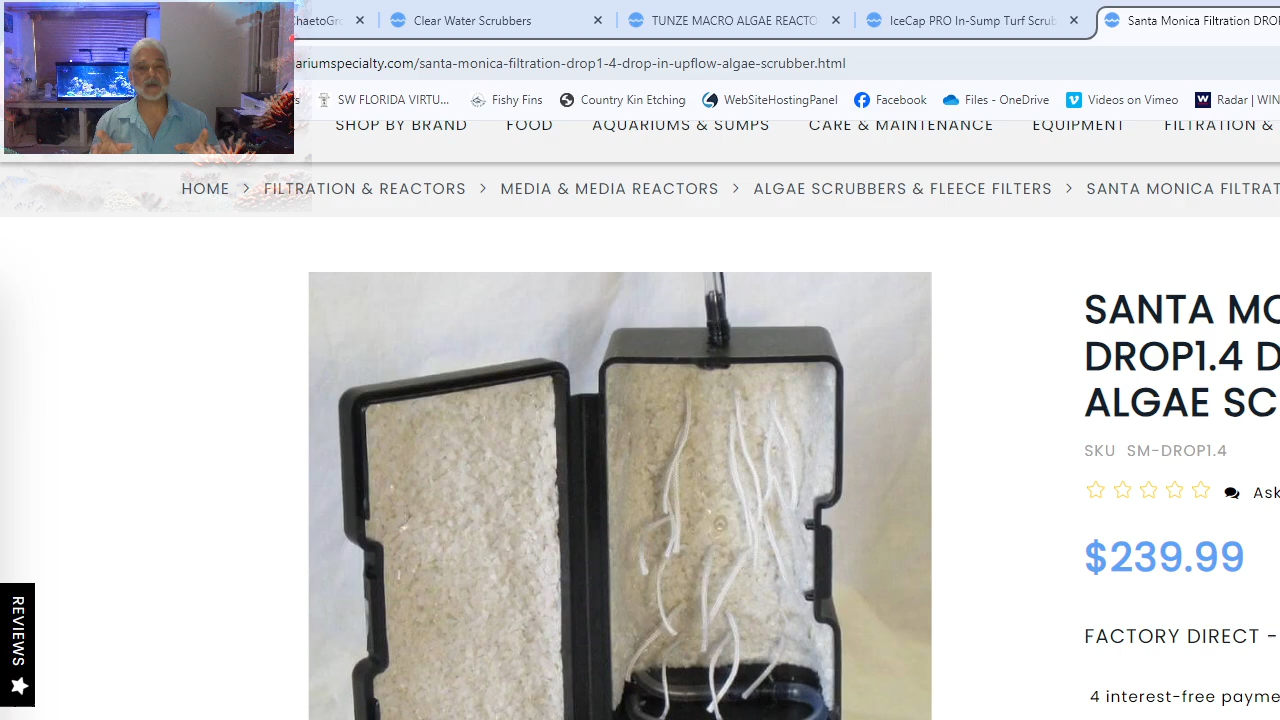 Clear Water Scrubbers
TUNZE MACRO ALGAE REACT
IceCap PRO In-Sump Turf Scrub
Santa Monica Filtration DRO
ariumspecialty.com/santa-monica-filtration-drop1-4-drop-in-upflow-algae-scrubber.html
SW FLORIDA VIRTU...
Country Kin Etching
WebSiteHostingPanel
Facebook
Files - OneDrive
Videos on Vimeo
Radar | WIN
SHOP BY BRAND
FOOD
AQUARIUMS & SUMPS
CARE & MAINTENANCE
EQUIPMENT
FILTRATION &
HOME > FILTRATION & REACTORS > MEDIA & MEDIA REACTORS > ALGAE SCRUBBERS & FLEECE FILTERS > SANTA MONICA FILTRAT
SANTA MO
DROP1.4 D
ALGAE SC
SKU SM-DROP1.4
Ask
$239.99
FACTORY DIRECT -
4 interest-free payme
REVIEWS